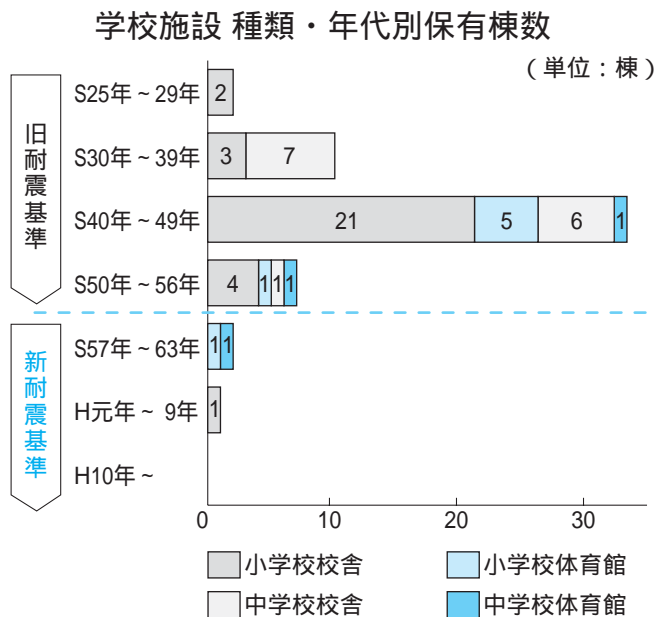 学校施設 種類・年代別保有棟数
（単位：棟）
旧耐震基準
S25年～29年 2
S30年～39年 3 7
S40年～49年 21 5 6 1
S50年～56年 4 1 1 1
新耐震基準
S57年～63年 1 1
H元年～ 9年 1
H10年～
0 10 20 30
小学校校舎 小学校体育館
中学校校舎 中学校体育館